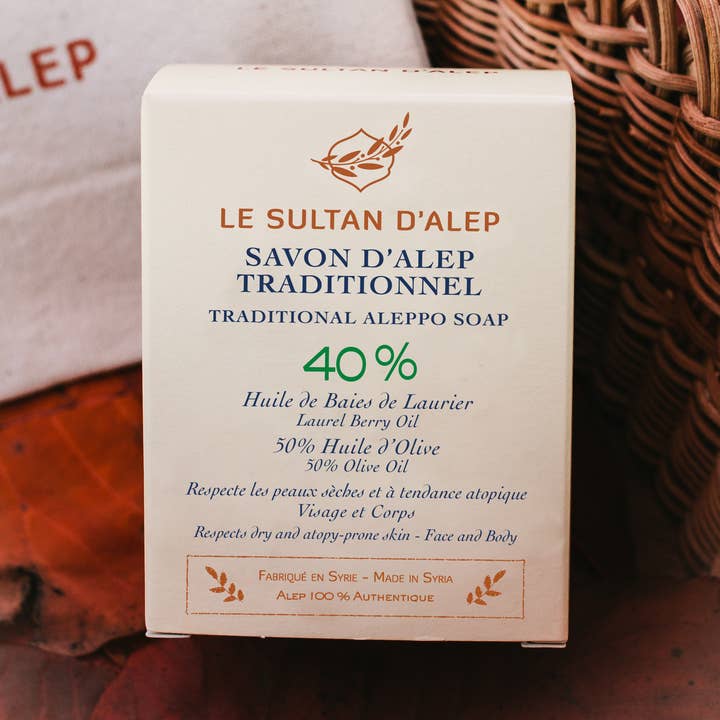 ALEP
LE SULTAN D'ALEP
LE SULTAN D'ALEP
SAVON D'ALEP
TRADITIONNEL
TRADITIONAL ALEPPO SOAP
40 %
Huile de Baies de Laurier
Laurel Berry Oil
50% Huile d'Olive
50% Olive Oil
Respecte les peaux sèches et à tendance atopique
Visage et Corps
Respects dry and atopy-prone skin - Face and Body
FABRIQUÉ EN SYRIE – MADE IN SYRIA
ALEP 100 % AUTHENTIQUE